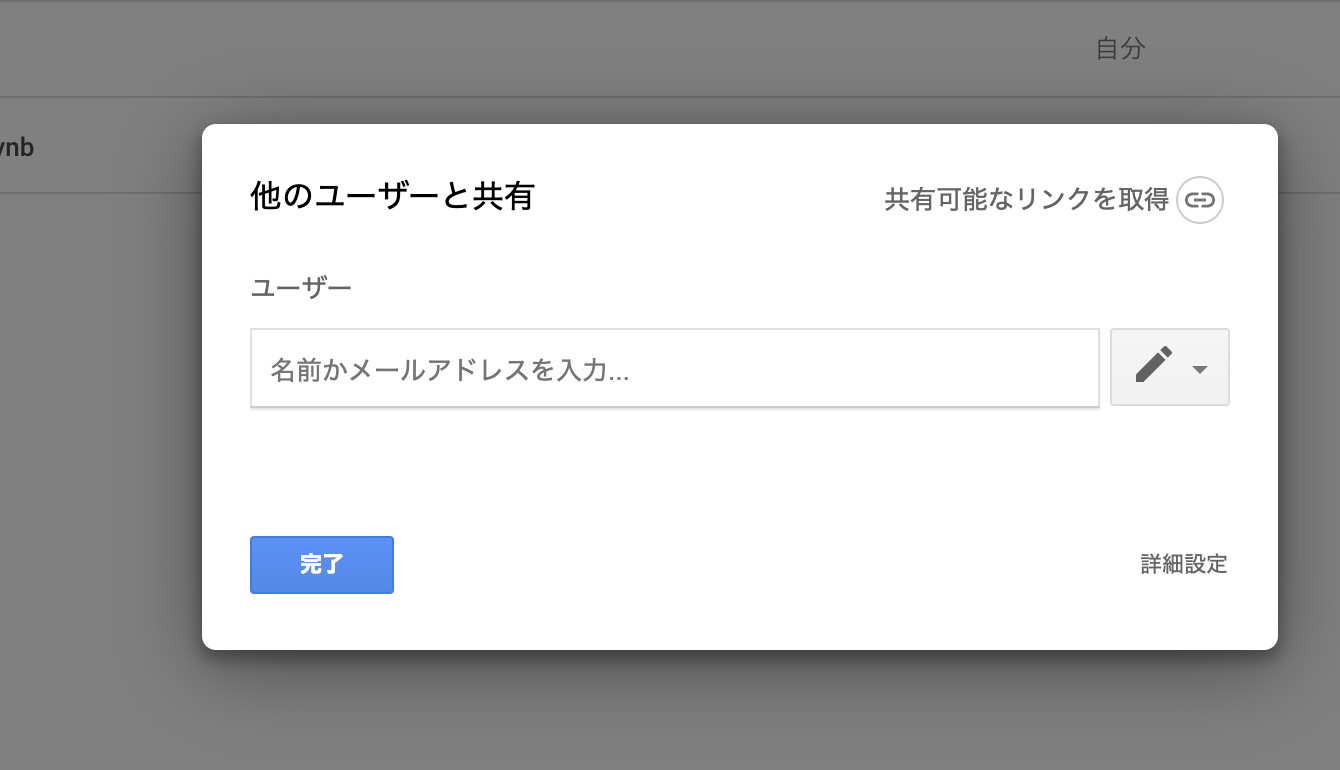 自分
ynb
他のユーザーと共有
共有可能なリンクを取得
ユーザー
名前かメールアドレスを入力...
完了
詳細設定